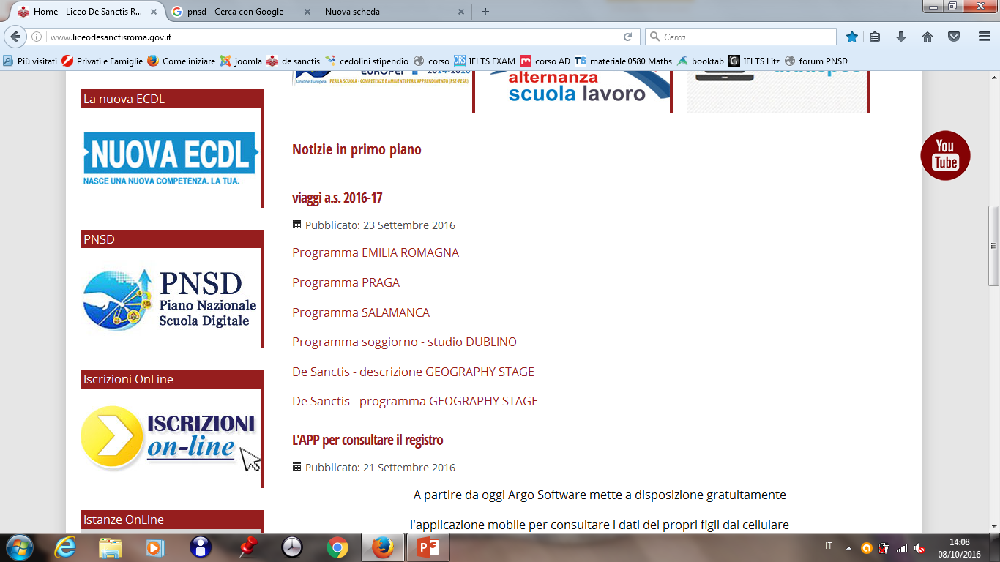 Home - Liceo De Sanctis R...
pnsd - Cerca con Google
Nuova scheda
www.liceodesanctisroma.gov.it
Cerca
Più visitati
Privati e Famiglie
Come iniziare
joomla
de sanctis
cedolini stipendio
corso
IELTS EXAM
corso AD
TS materiale 0580 Maths
booktab
IELTS Litz
forum PNSD
Unione Europea
EUROPEI 2014-2020
PER LA SCUOLA - COMPETENZE E AMBIENTI PER L'APPRENDIMENTO (FSE-FESR)
alternanza
scuola lavoro
La nuova ECDL
NUOVA ECDL
NASCE UNA NUOVA COMPETENZA. LA TUA.
PNSD
PNSD
Piano Nazionale
Scuola Digitale
Iscrizioni OnLine
ISCRIZIONI
on-line
Istanze OnLine
Notizie in primo piano
viaggi a.s. 2016-17
Pubblicato: 23 Settembre 2016
Programma EMILIA ROMAGNA
Programma PRAGA
Programma SALAMANCA
Programma soggiorno - studio DUBLINO
De Sanctis - descrizione GEOGRAPHY STAGE
De Sanctis - programma GEOGRAPHY STAGE
L'APP per consultare il registro
Pubblicato: 21 Settembre 2016
A partire da oggi Argo Software mette a disposizione gratuitamente
l'applicazione mobile per consultare i dati dei propri figli dal cellulare
You
Tube
IT
14:08
08/10/2016